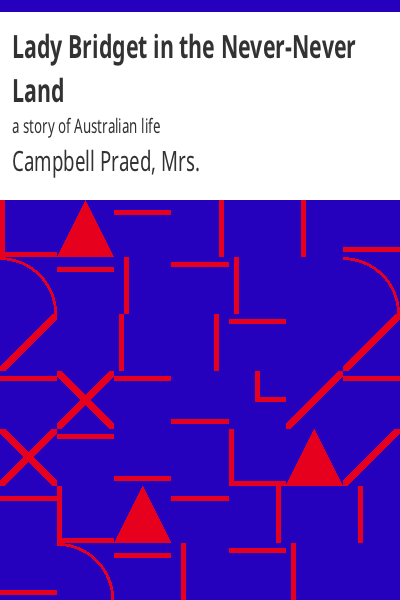 Lady Bridget in the Never-Never
Land
a story of Australian life
Campbell Praed, Mrs.